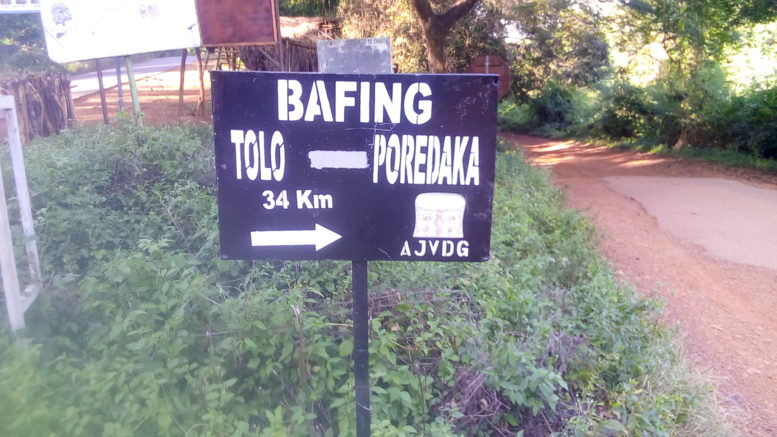 BAFING
TOLO — POREDAKA
34 Km
AJVDG